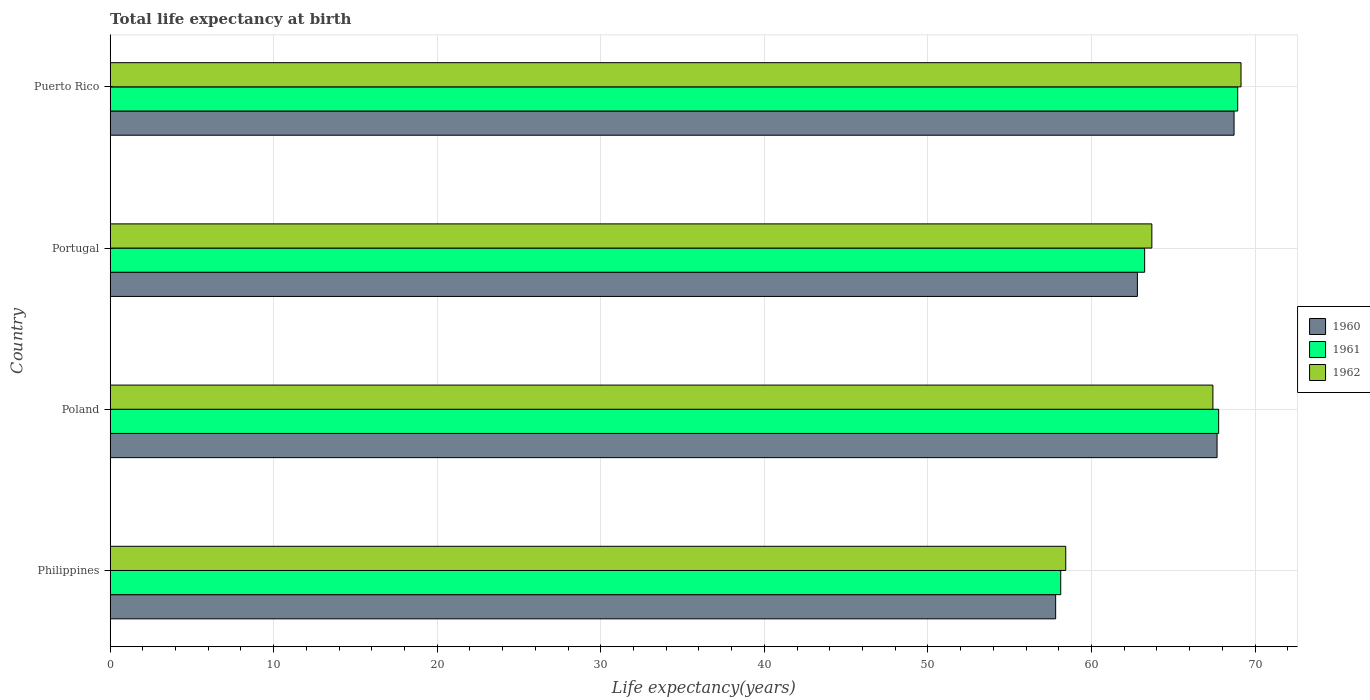 Total life expectancy at birth
Puerto Rico
Portugal
Poland
Philippines
Country
0
10
20
30
40
50
60
70
Life expectancy(years)
1960
1961
1962